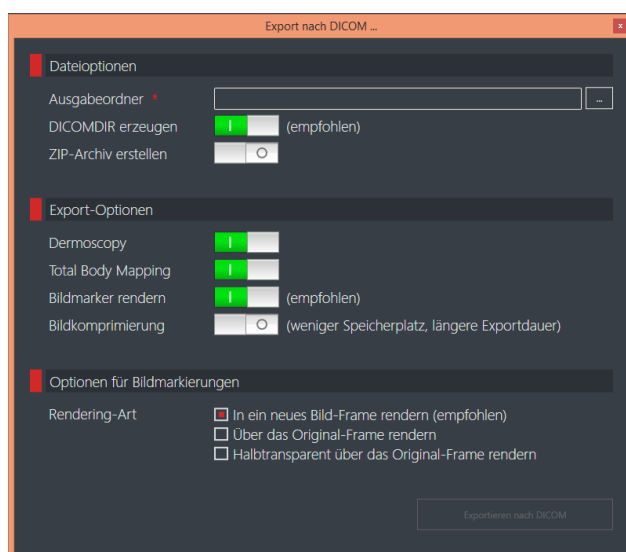 Export nach DICOM ...
x
Dateioptionen
Ausgabeordner *
...
DICOMDIR erzeugen I (empfohlen)
ZIP-Archiv erstellen O
Export-Optionen
Dermoscopy I
Total Body Mapping I
Bildmarker rendern I (empfohlen)
Bildkomprimierung O (weniger Speicherplatz, längere Exportdauer)
Optionen für Bildmarkierungen
Rendering-Art In ein neues Bild-Frame rendern (empfohlen)
Über das Original-Frame rendern
Halbtransparent über das Original-Frame rendern
Exportieren nach DICOM